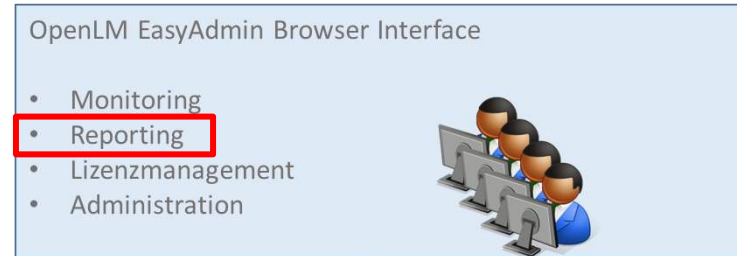 OpenLM EasyAdmin Browser Interface
• Monitoring
• Reporting
• Lizenzmanagement
• Administration